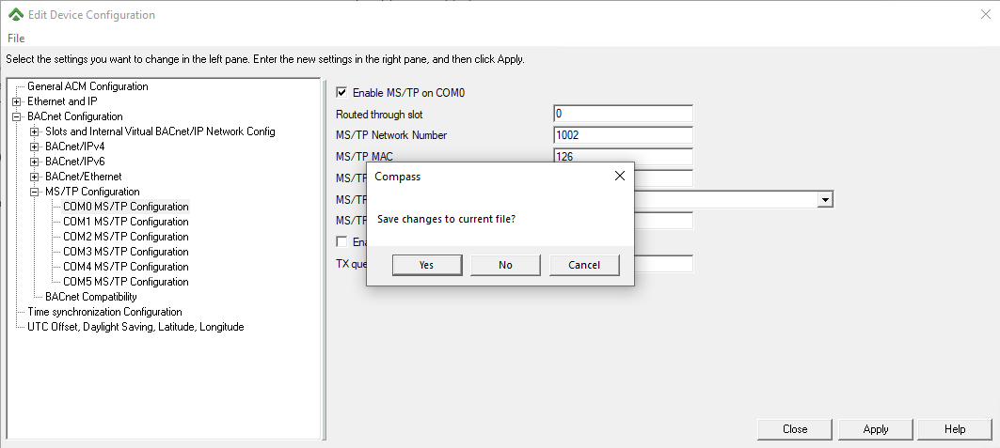 Edit Device Configuration
File
Select the settings you want to change in the left pane. Enter the new settings in the right pane, and then click Apply.
General ACM Configuration
Ethernet and IP
BACnet Configuration
Slots and Internal Virtual BACnet/IP Network Config
BACnet/IPv4
BACnet/IPv6
BACnet/Ethernet
MS/TP Configuration
COM0 MS/TP Configuration
COM1 MS/TP Configuration
COM2 MS/TP Configuration
COM3 MS/TP Configuration
COM4 MS/TP Configuration
COM5 MS/TP Configuration
BACnet Compatibility
Time synchronization Configuration
UTC Offset, Daylight Saving, Latitude, Longitude
Enable MS/TP on COM0
Routed through slot 0
MS/TP Network Number 1002
MS/TP MAC 126
MS/TP
MS/TP
MS/TP
TX que
Compass
Save changes to current file?
Yes No Cancel
Close Apply Help